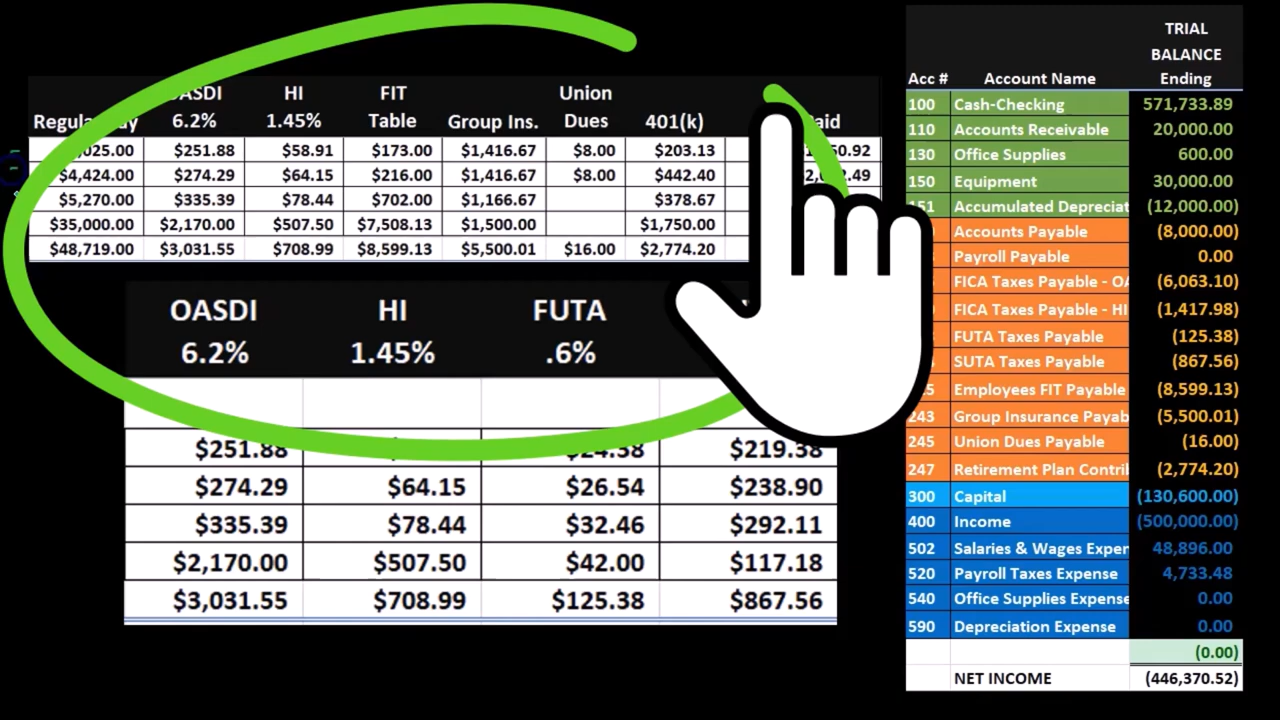 OASDI HI FIT Union
Regular 6.2% 1.45% Table Group Ins. Dues 401(k)
$251.88 $58.91 $173.00 $1,416.67 $8.00 $203.13
$4,424.00 $274.29 $64.15 $216.00 $1,416.67 $8.00 $442.40
$5,270.00 $335.39 $78.44 $702.00 $1,166.67 $378.67
$35,000.00 $2,170.00 $507.50 $7,508.13 $1,500.00 $1,750.00
$48,719.00 $3,031.55 $708.99 $8,599.13 $5,500.01 $16.00 $2,774.20
OASDI HI FUTA
6.2% 1.45% .6%
$251.88 $219.38
$274.29 $64.15 $26.54 $238.90
$335.39 $78.44 $32.46 $292.11
$2,170.00 $507.50 $42.00 $117.18
$3,031.55 $708.99 $125.38 $867.56
TRIAL
BALANCE
Acc # Account Name Ending
100 Cash-Checking 571,733.89
110 Accounts Receivable 20,000.00
130 Office Supplies 600.00
150 Equipment 30,000.00
151 Accumulated Depreciat (12,000.00)
Accounts Payable (8,000.00)
Payroll Payable 0.00
FICA Taxes Payable - OA (6,063.10)
FICA Taxes Payable - HI (1,417.98)
FUTA Taxes Payable (125.38)
SUTA Taxes Payable (867.56)
Employees FIT Payable (8,599.13)
243 Group Insurance Payab (5,500.01)
245 Union Dues Payable (16.00)
247 Retirement Plan Contrib (2,774.20)
300 Capital (130,600.00)
400 Income (500,000.00)
502 Salaries & Wages Expen 48,896.00
520 Payroll Taxes Expense 4,733.48
540 Office Supplies Expense 0.00
590 Depreciation Expense 0.00
(0.00)
NET INCOME (446,370.52)